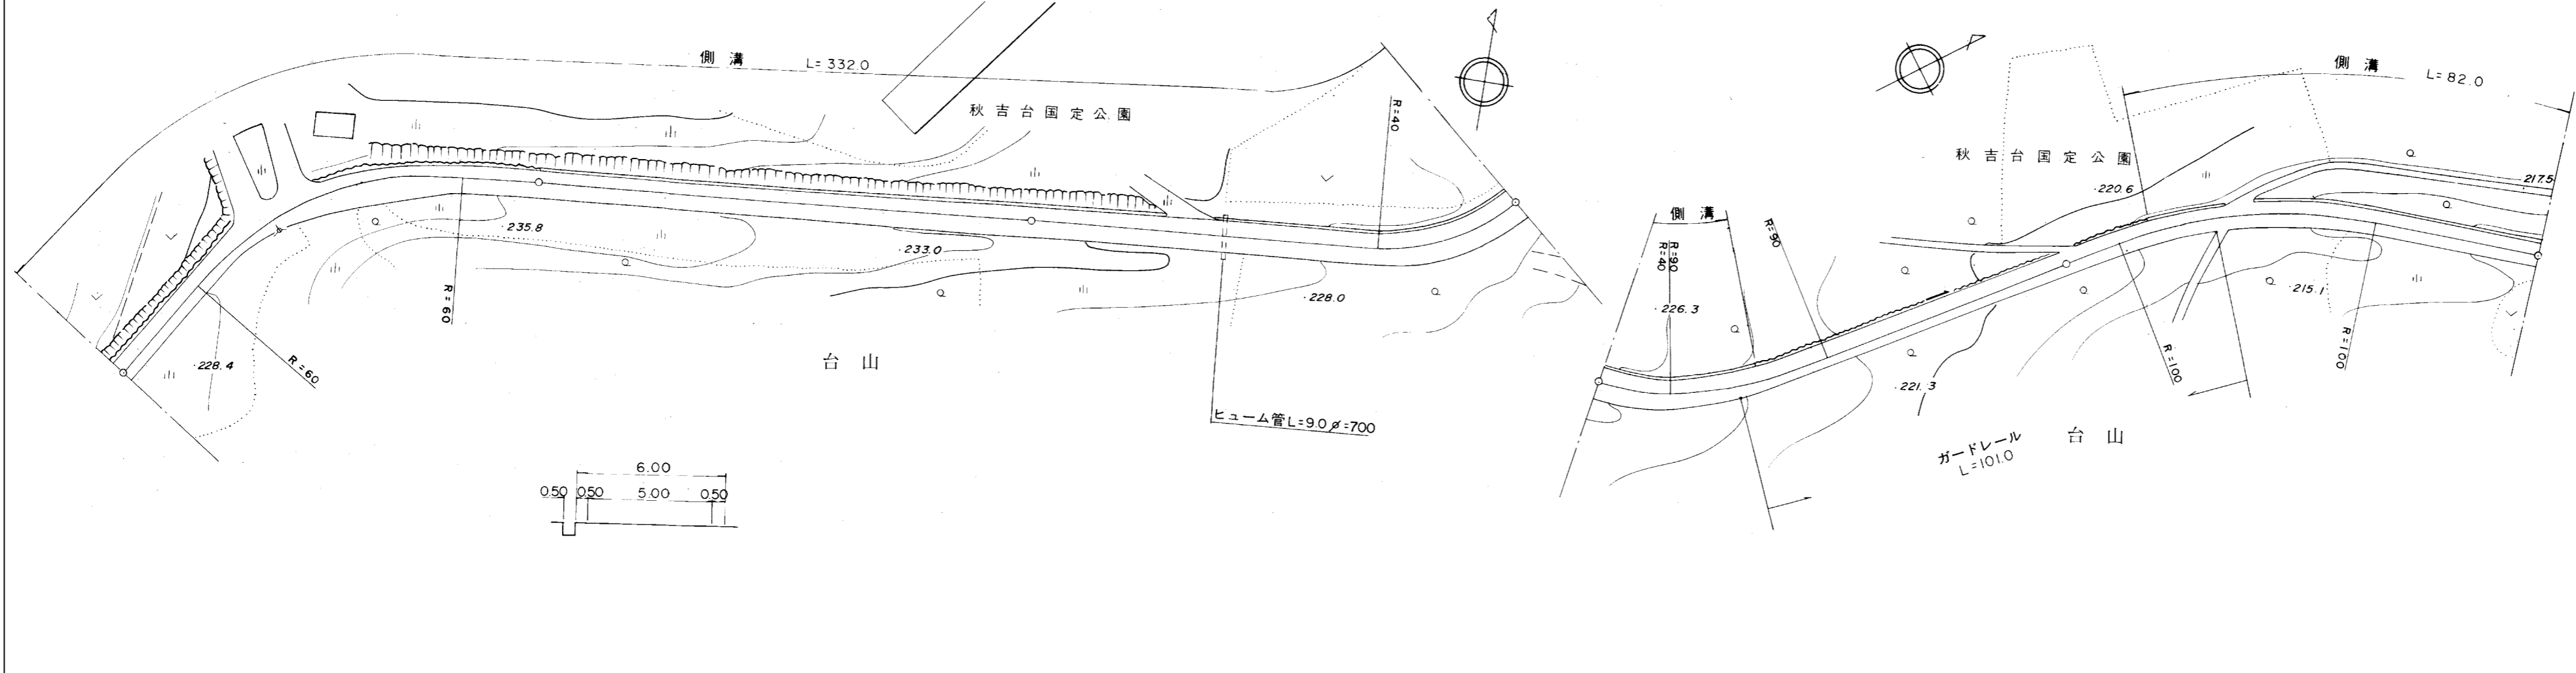 側溝 L=332.0
秋吉台国定公園
R=40
235.8
233.0
R=60
228.4
R=60
228.0
台山
ヒューム管L=9.0 φ=700
6.00
0.50 0.50 5.00 0.50
側溝 L=82.0
秋吉台国定公園
220.6
217.5
側溝
R=90
R=90
R=40
226.3
215.1
R=100
R=100
221.3
ガードレール
L=101.0
台山